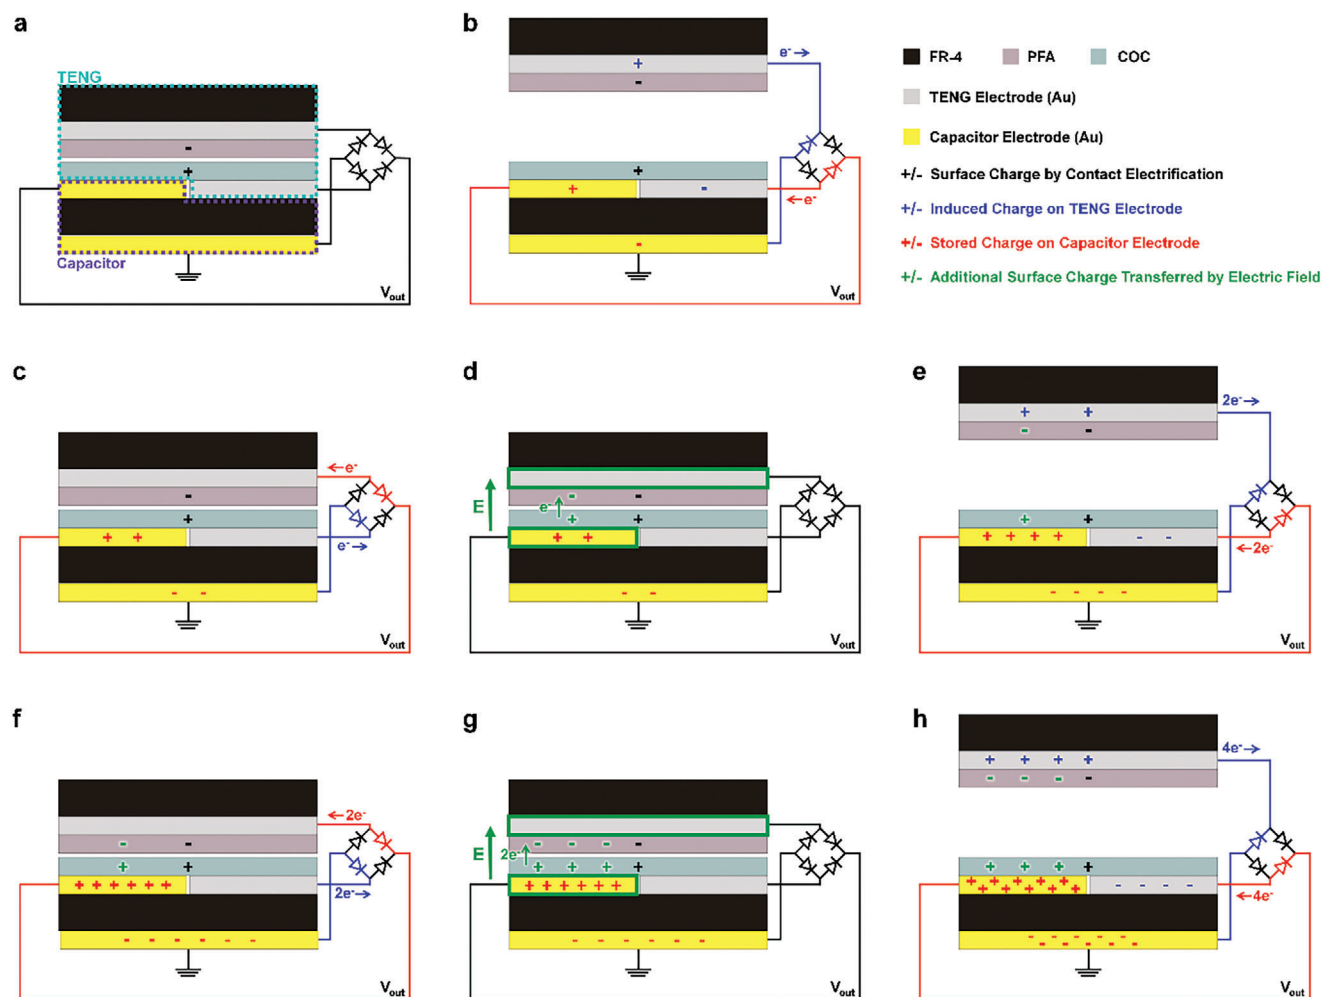 a
TENG
-
+
Capacitor
Vout
b
e-→
+
-
+
+
-
←e-
-
Vout
FR-4
PFA
COC
TENG Electrode (Au)
Capacitor Electrode (Au)
+/- Surface Charge by Contact Electrification
+/- Induced Charge on TENG Electrode
+/- Stored Charge on Capacitor Electrode
+/- Additional Surface Charge Transferred by Electric Field
c
←e-
-
+
+ +
e-→
- -
Vout
d
E
- -
e-↑
+ +
+ +
- -
Vout
e
2e-→
+ +
- -
+ +
+ + + +
- -
←2e-
- - - -
Vout
f
←2e-
- -
+ +
+ + + + + +
2e-→
- - - - - -
Vout
g
E
- - - -
2e-↑
+ + + +
+ + + + + +
- - - - - -
Vout
h
4e-→
+ + + +
- - - -
+ + + +
+ + + + + + + + + +
- - - -
←4e-
- - - - - - - - - -
Vout